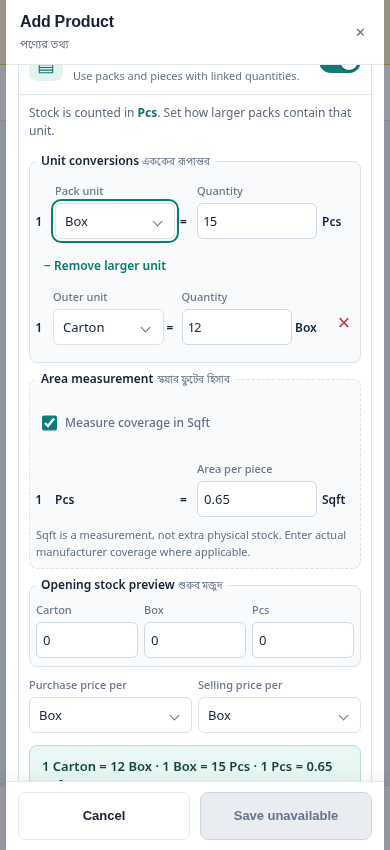 Add Product
পণ্যের তথ্য
Use packs and pieces with linked quantities.
Stock is counted in Pcs. Set how larger packs contain that
unit.
Unit conversions এককের রূপান্তর
Pack unit Quantity
1 Box = 15 Pcs
− Remove larger unit
Outer unit Quantity
1 Carton = 12 Box ×
Area measurement স্কয়ার ফুটের হিসাব
Measure coverage in Sqft
Area per piece
1 Pcs = 0.65 Sqft
Sqft is a measurement, not extra physical stock. Enter actual
manufacturer coverage where applicable.
Opening stock preview শুরুর মজুদ
Carton Box Pcs
0 0 0
Purchase price per Selling price per
Box Box
1 Carton = 12 Box · 1 Box = 15 Pcs · 1 Pcs = 0.65
Cancel Save unavailable